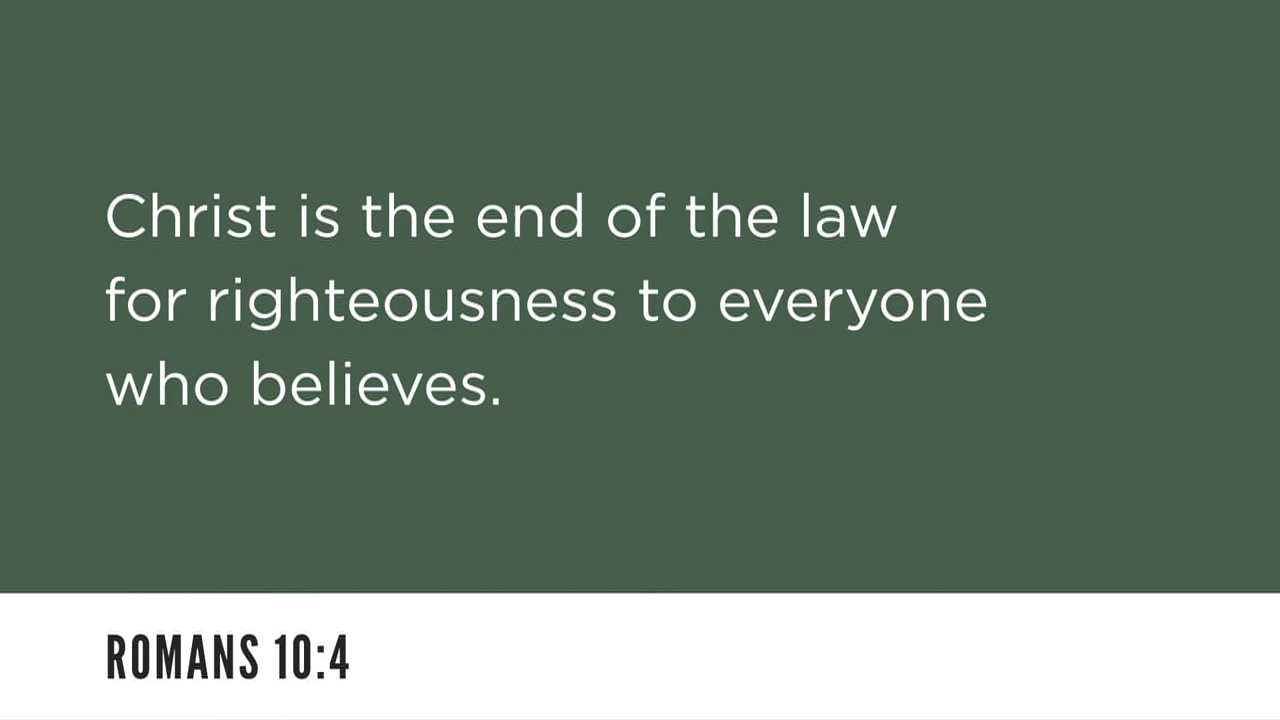 Christ is the end of the law
for righteousness to everyone
who believes.
ROMANS 10:4